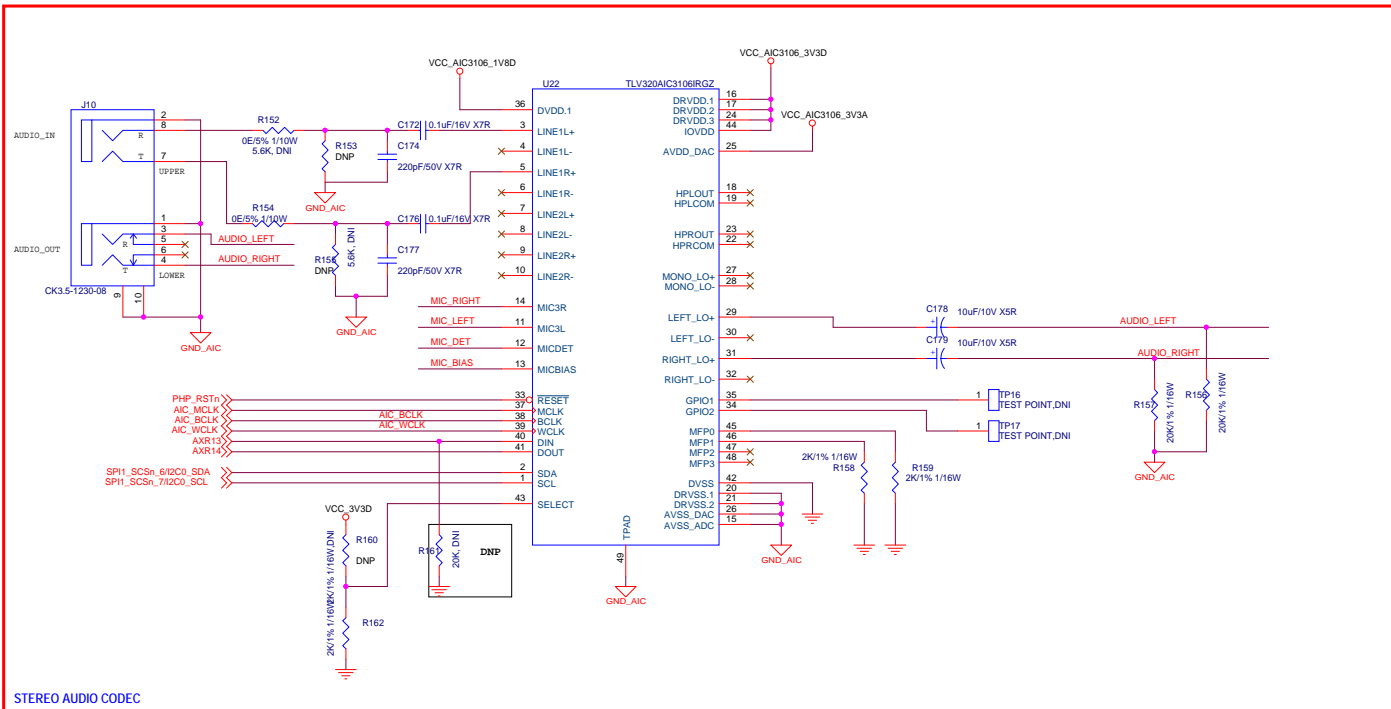 VCC_AIC3106_3V3D
VCC_AIC3106_1V8D
U22
TLV320AIC3106IRGZ
VCC_AIC3106_3V3A
J10
AUDIO_IN
2
8
R
T
7
UPPER
AUDIO_OUT
1
3
5
6
4
R
T
LOWER
CK3.5-1230-08
9
10
GND_AIC
AUDIO_LEFT
AUDIO_RIGHT
R152
0E/5% 1/10W
5.6K, DNI
R153
DNP
GND_AIC
C172
0.1uF/16V X7R
C174
220pF/50V X7R
R154
0E/5% 1/10W
R155
DNP
5.6K, DNI
GND_AIC
C176
0.1uF/16V X7R
C177
220pF/50V X7R
36 DVDD.1
3 LINE1L+
4 LINE1L-
5 LINE1R+
6 LINE1R-
7 LINE2L+
8 LINE2L-
9 LINE2R+
10 LINE2R-
MIC_RIGHT 14 MIC3R
MIC_LEFT 11 MIC3L
MIC_DET 12 MICDET
MIC_BIAS 13 MICBIAS
PHP_RSTn 33 RESET
AIC_MCLK 37 MCLK
AIC_BCLK AIC_BCLK 38 BCLK
AIC_WCLK AIC_WCLK 39 WCLK
AXR13 40 DIN
AXR14 41 DOUT
SPI1_SCSn_6/I2C0_SDA 2 SDA
SPI1_SCSn_7/I2C0_SCL 1 SCL
43 SELECT
TPAD
49
GND_AIC
DRVDD.1 16
DRVDD.2 17
DRVDD.3 24
IOVDD 44
AVDD_DAC 25
HPLOUT 18
HPLCOM 19
HPROUT 23
HPRCOM 22
MONO_LO+ 27
MONO_LO- 28
LEFT_LO+ 29
LEFT_LO- 30
RIGHT_LO+ 31
RIGHT_LO- 32
GPIO1 35
GPIO2 34
MFP0 45
MFP1 46
MFP2 47
MFP3 48
DVSS 42
DRVSS.1 20
DRVSS.2 21
AVSS_DAC 26
AVSS_ADC 15
GND_AIC
C178
+
10uF/10V X5R
AUDIO_LEFT
C179
+
10uF/10V X5R
AUDIO_RIGHT
R157
20K/1% 1/16W
R156
20K/1% 1/16W
GND_AIC
1 TP16
TEST POINT,DNI
1 TP17
TEST POINT,DNI
2K/1% 1/16W
R158
R159
2K/1% 1/16W
VCC_3V3D
R160
DNP
2K/1% 1/16W,DNI
R162
2K/1% 1/16W
R161
20K, DNI
DNP
STEREO AUDIO CODEC